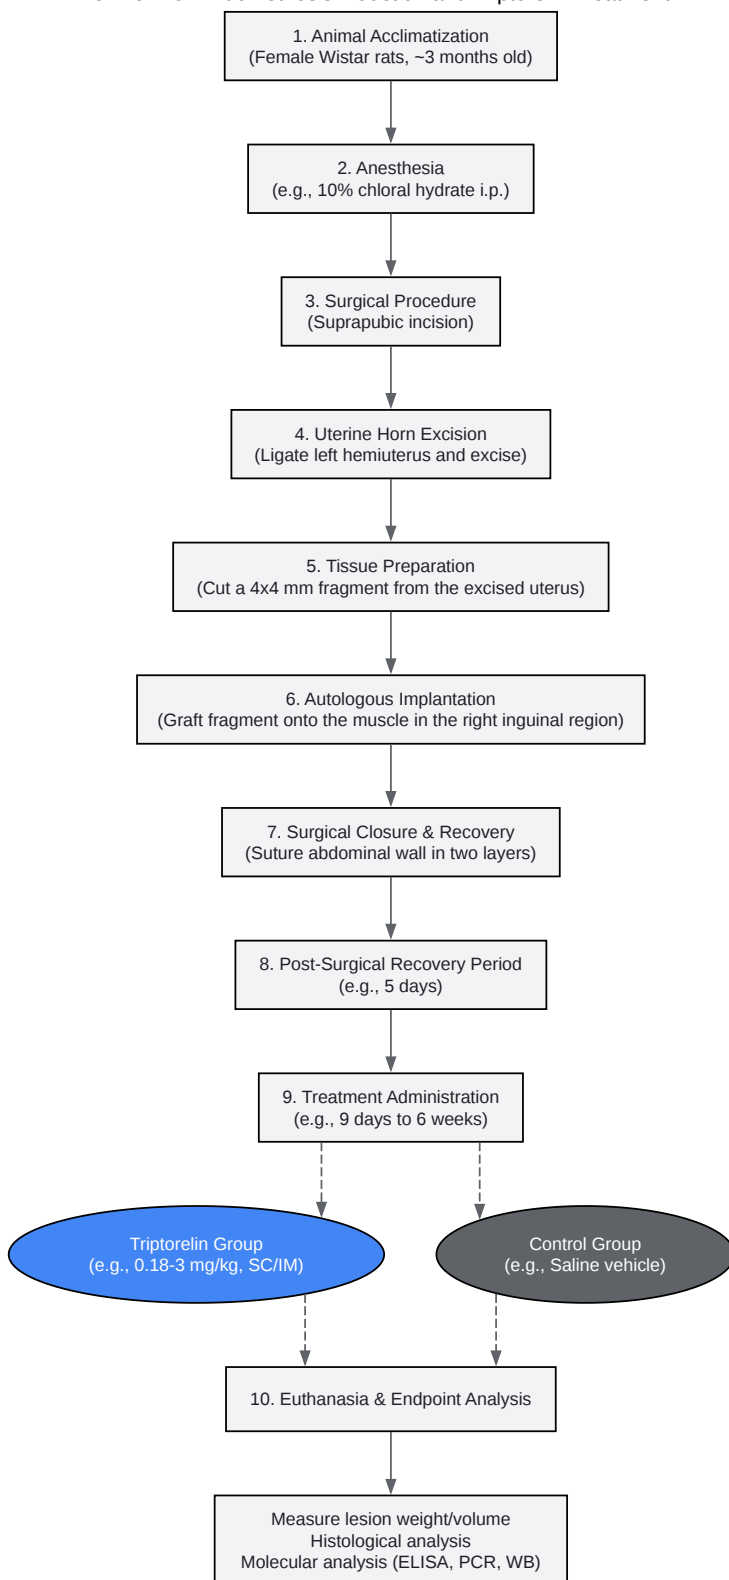 1. Animal Acclimatization
(Female Wistar rats, ~3 months old)
2. Anesthesia
(e.g., 10% chloral hydrate i.p.)
3. Surgical Procedure
(Suprapubic incision)
4. Uterine Horn Excision
(Ligate left hemiuterus and excise)
5. Tissue Preparation
(Cut a 4x4 mm fragment from the excised uterus)
6. Autologous Implantation
(Graft fragment onto the muscle in the right inguinal region)
7. Surgical Closure & Recovery
(Suture abdominal wall in two layers)
8. Post-Surgical Recovery Period
(e.g., 5 days)
9. Treatment Administration
(e.g., 9 days to 6 weeks)
Triptorelin Group
(e.g., 0.18-3 mg/kg, SC/IM)
Control Group
(e.g., Saline vehicle)
10. Euthanasia & Endpoint Analysis
Measure lesion weight/volume
Histological analysis
Molecular analysis (ELISA, PCR, WB)